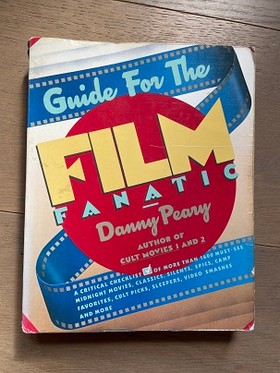 Guide For The
FILM
FANATIC
Danny Peary
AUTHOR OF
CULT MOVIES 1 AND 2
A CRITICAL CHECKLIST OF MORE THAN 1600 MUST-SEE
MIDNIGHT MOVIES, CLASSICS, SILENTS, EPICS, CAMP
FAVORITES, CULT PICKS, SLEEPERS, VIDEO SMASHES
AND MORE